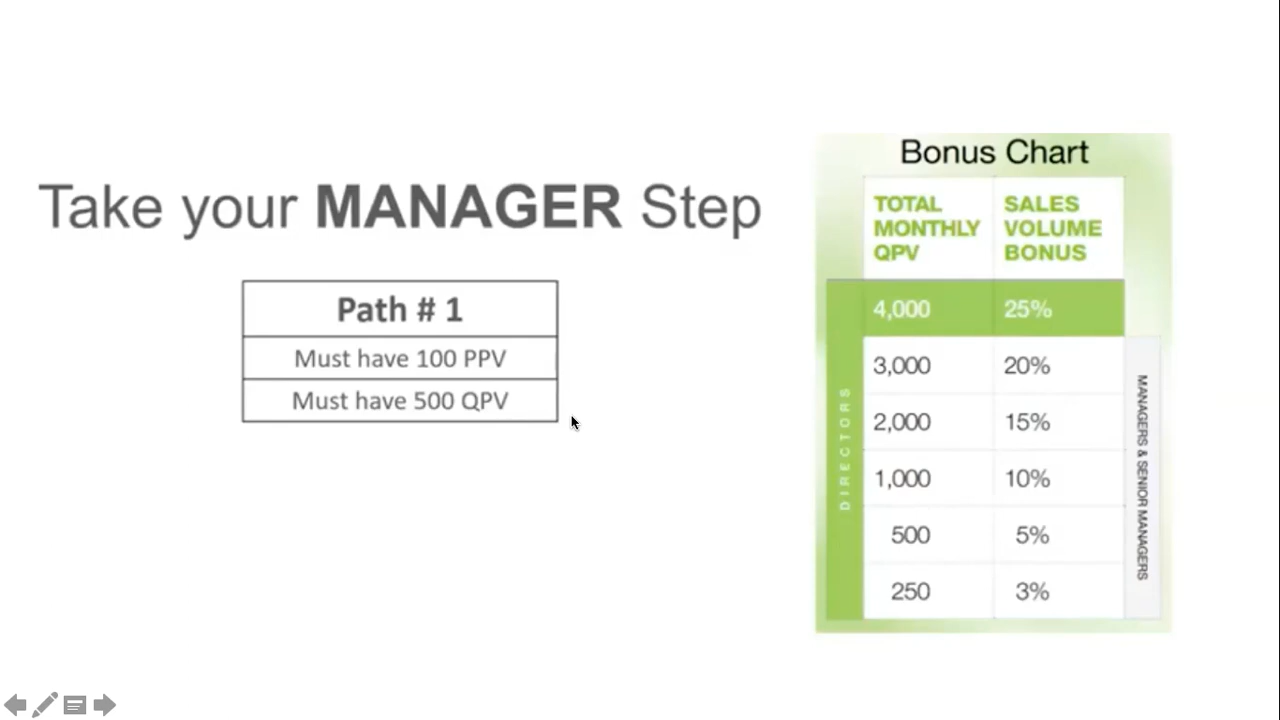 Take your MANAGER Step
Path # 1
Must have 100 PPV
Must have 500 QPV
Bonus Chart
TOTAL MONTHLY QPV
SALES VOLUME BONUS
4,000 25%
3,000 20%
2,000 15%
1,000 10%
500 5%
250 3%
DIRECTORS
MANAGERS & SENIOR MANAGERS